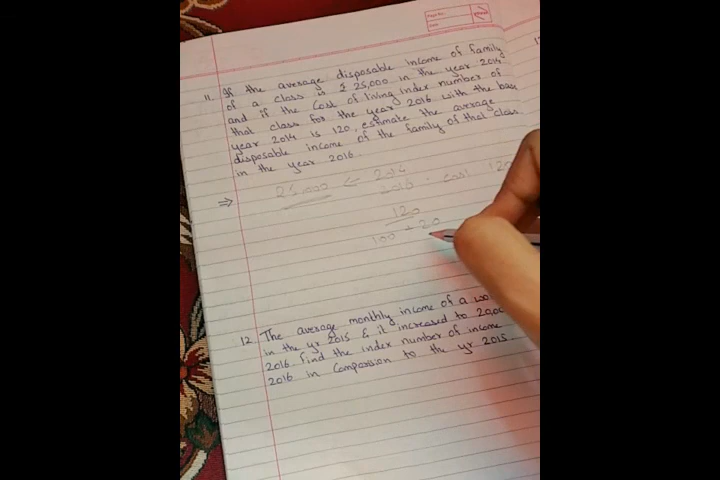 11. If the average disposable income of family
of a class is ₹ 25,000 in the year 2014
and if the Cost of living index number of
that class for the year 2016 with the base
year 2014 is 120, estimate the average
disposable income of the family of that class
in the year 2016.
⇒ 25,000 ← 2014
2016 - cost 120
120
100 + 20
12. The average monthly income of a
in the yr 2015 & it increased to 20,00
2016. Find the index number of income
2016 in Comparsion to the yr 2015.